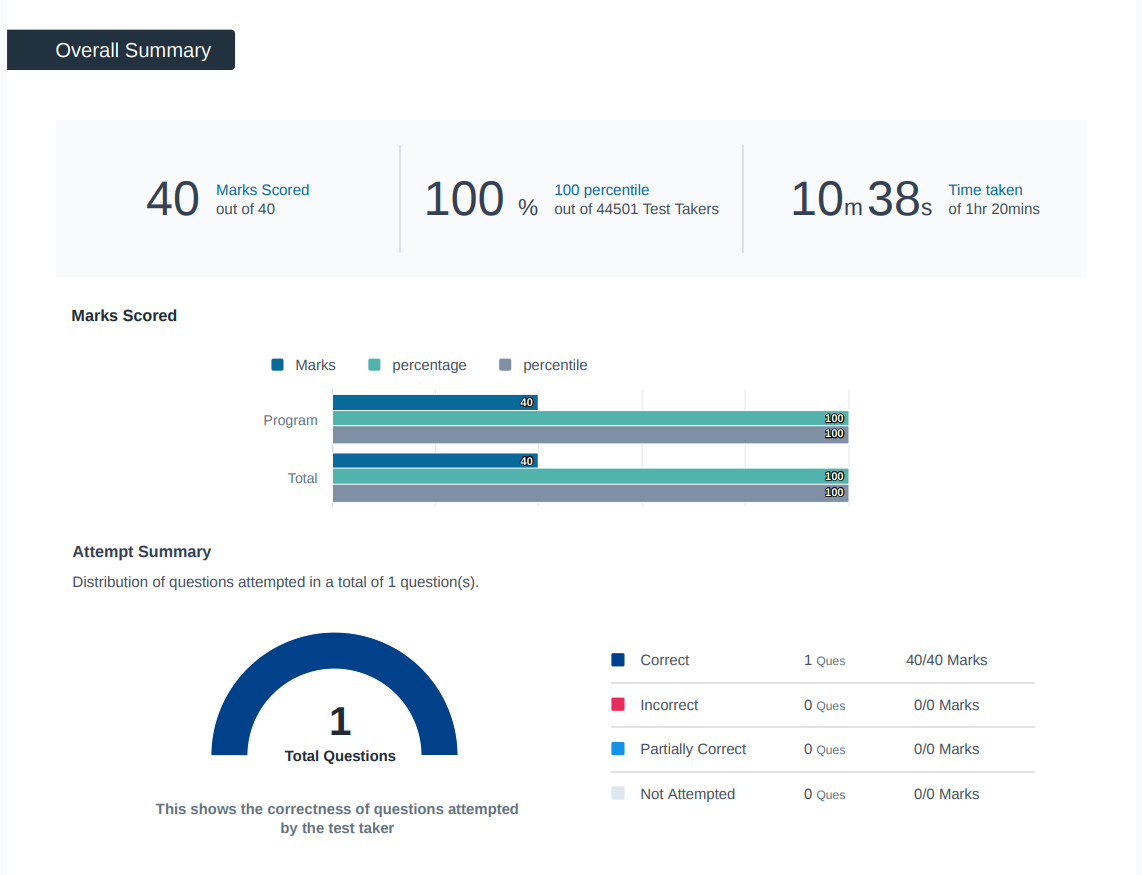 Overall Summary
40 Marks Scored
out of 40
100 % 100 percentile
out of 44501 Test Takers
10m 38s Time taken
of 1hr 20mins
Marks Scored
Marks percentage percentile
Program 40
100
100
Total 40
100
100
Attempt Summary
Distribution of questions attempted in a total of 1 question(s).
1
Total Questions
This shows the correctness of questions attempted
by the test taker
Correct 1 Ques 40/40 Marks
Incorrect 0 Ques 0/0 Marks
Partially Correct 0 Ques 0/0 Marks
Not Attempted 0 Ques 0/0 Marks